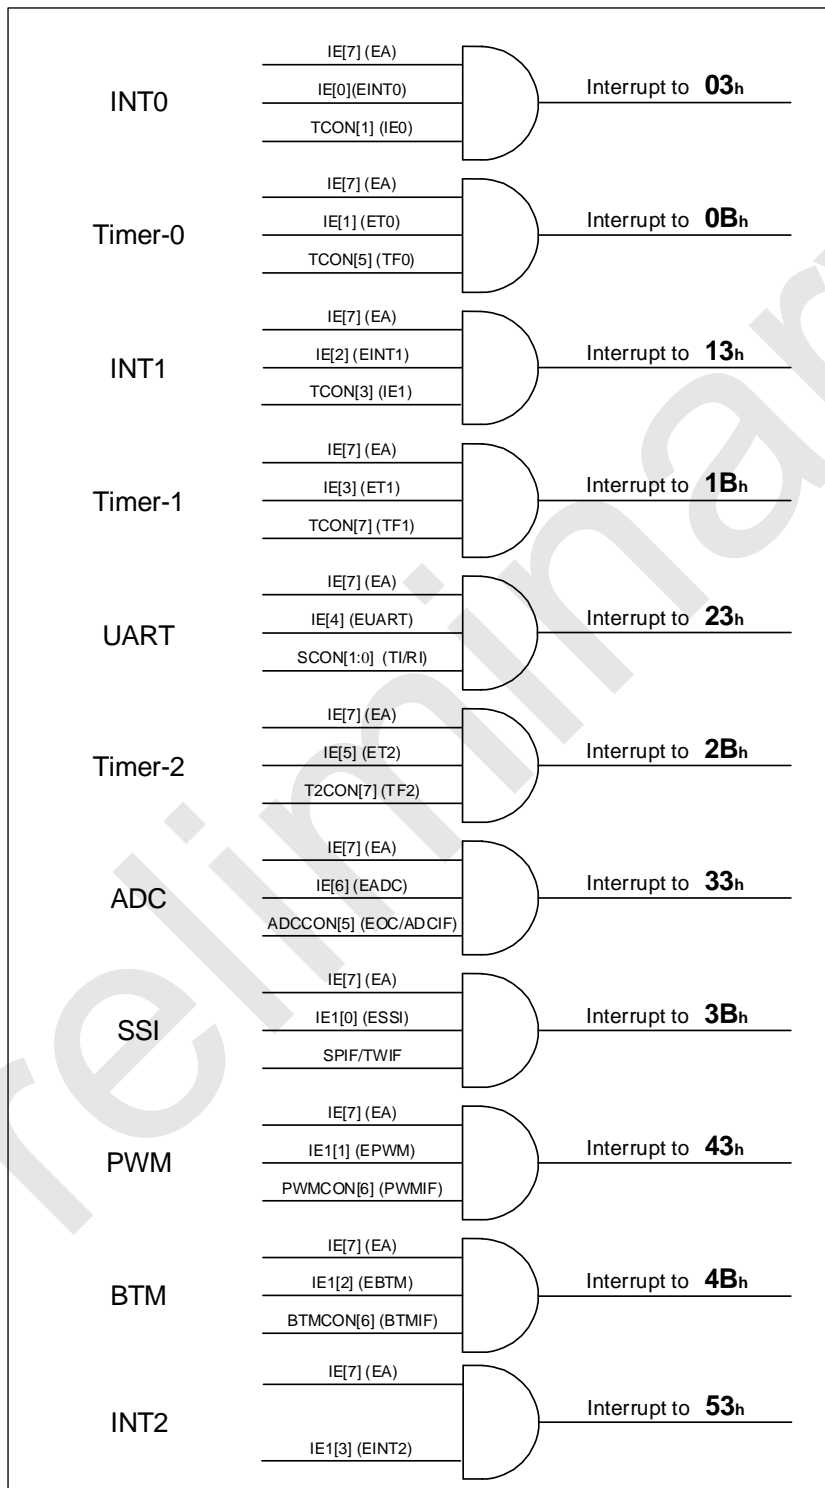 IE[7] (EA)
INT0
IE[0](EINT0)
Interrupt to 03h
TCON[1] (IE0)
IE[7] (EA)
Timer-0
IE[1] (ET0)
Interrupt to 0Bh
TCON[5] (TF0)
IE[7] (EA)
INT1
IE[2] (EINT1)
Interrupt to 13h
TCON[3] (IE1)
IE[7] (EA)
Timer-1
IE[3] (ET1)
Interrupt to 1Bh
TCON[7] (TF1)
IE[7] (EA)
UART
IE[4] (EUART)
Interrupt to 23h
SCON[1:0] (TI/RI)
IE[7] (EA)
Timer-2
IE[5] (ET2)
Interrupt to 2Bh
T2CON[7] (TF2)
IE[7] (EA)
ADC
IE[6] (EADC)
Interrupt to 33h
ADCCON[5] (EOC/ADCIF)
IE[7] (EA)
SSI
IE1[0] (ESSI)
Interrupt to 3Bh
SPIF/TWIF
IE[7] (EA)
PWM
IE1[1] (EPWM)
Interrupt to 43h
PWMCON[6] (PWMIF)
IE[7] (EA)
BTM
IE1[2] (EBTM)
Interrupt to 4Bh
BTMCON[6] (BTMIF)
IE[7] (EA)
INT2
Interrupt to 53h
IE1[3] (EINT2)
reliminar